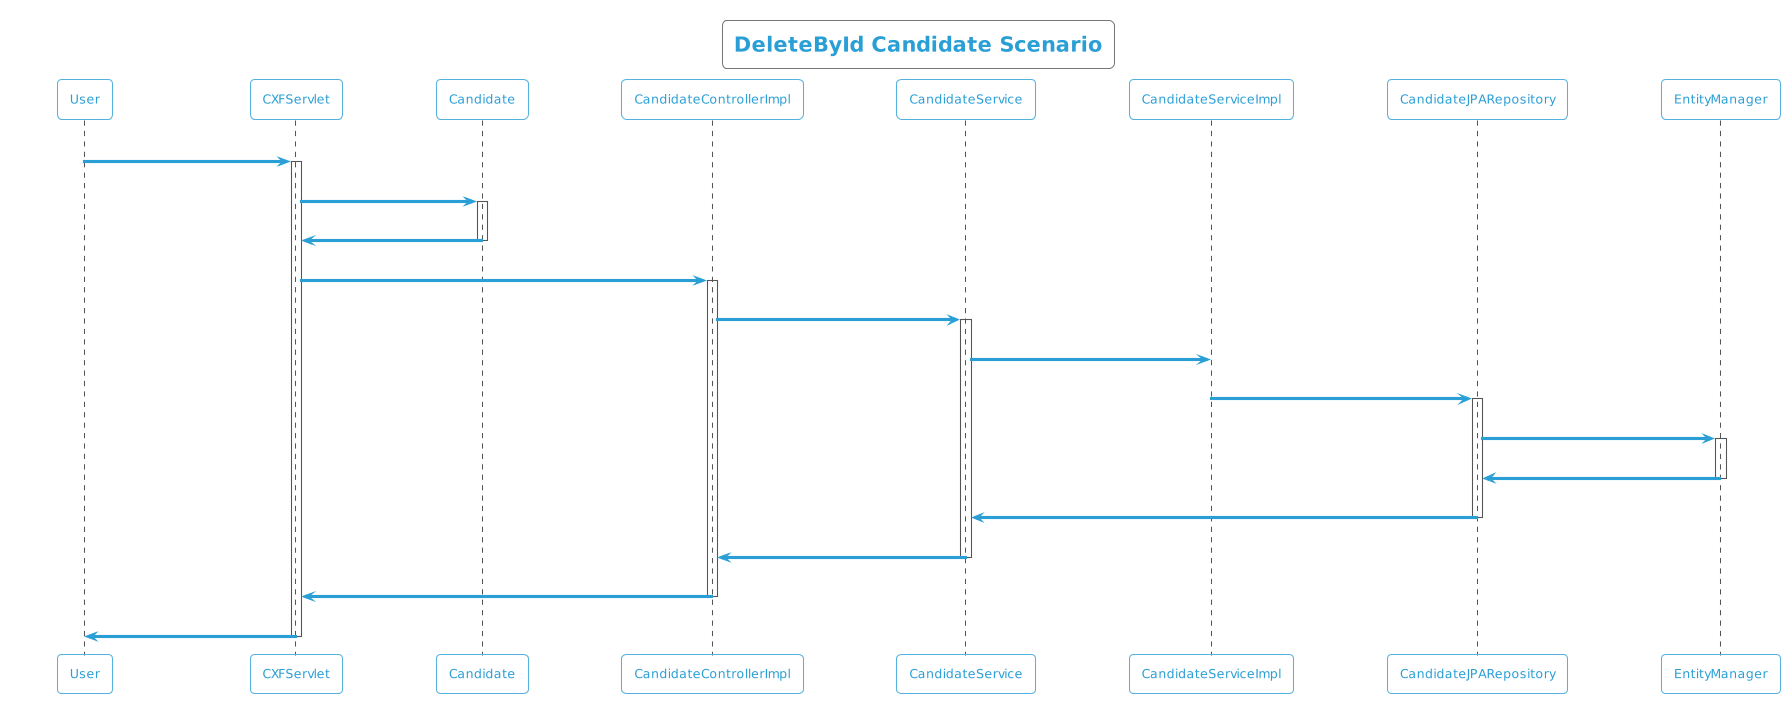 DeleteById Candidate Scenario
User CXFServlet Candidate CandidateControllerImpl CandidateService CandidateServiceImpl CandidateJPARepository EntityManager
User CXFServlet Candidate CandidateControllerImpl CandidateService CandidateServiceImpl CandidateJPARepository EntityManager